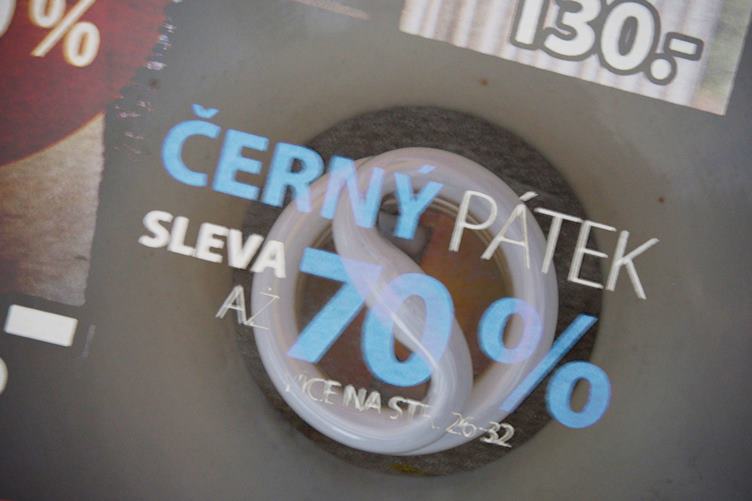 %
130.-
ČERNÝ PÁTEK
SLEVA
AŽ
70 %
VÍCE NA STR. 26-32